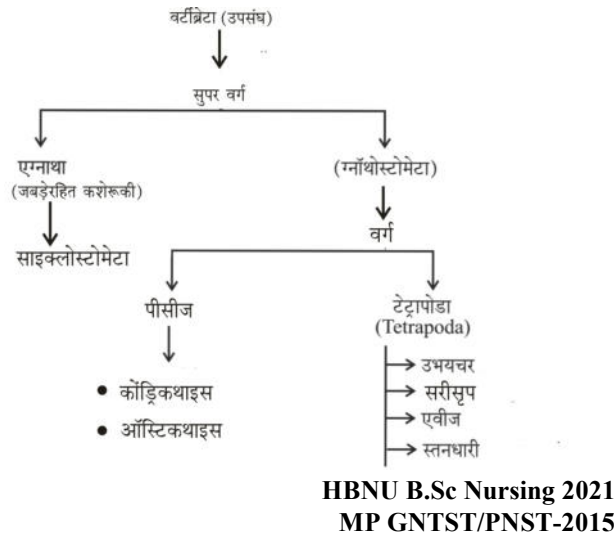 वर्टीब्रेटा (उपसंघ)
सुपर वर्ग
एग्नाथा
(जबड़ेरहित कशेरूकी)
साइक्लोस्टोमेटा
(ग्नॉथोस्टोमेटा)
वर्ग
पीसीज
कोंड्रिकथाइस
ऑस्टिकथाइस
टेट्रापोडा
(Tetrapoda)
उभयचर
सरीसृप
एवीज
स्तनधारी
HBNU B.Sc Nursing 2021
MP GNTST/PNST-2015